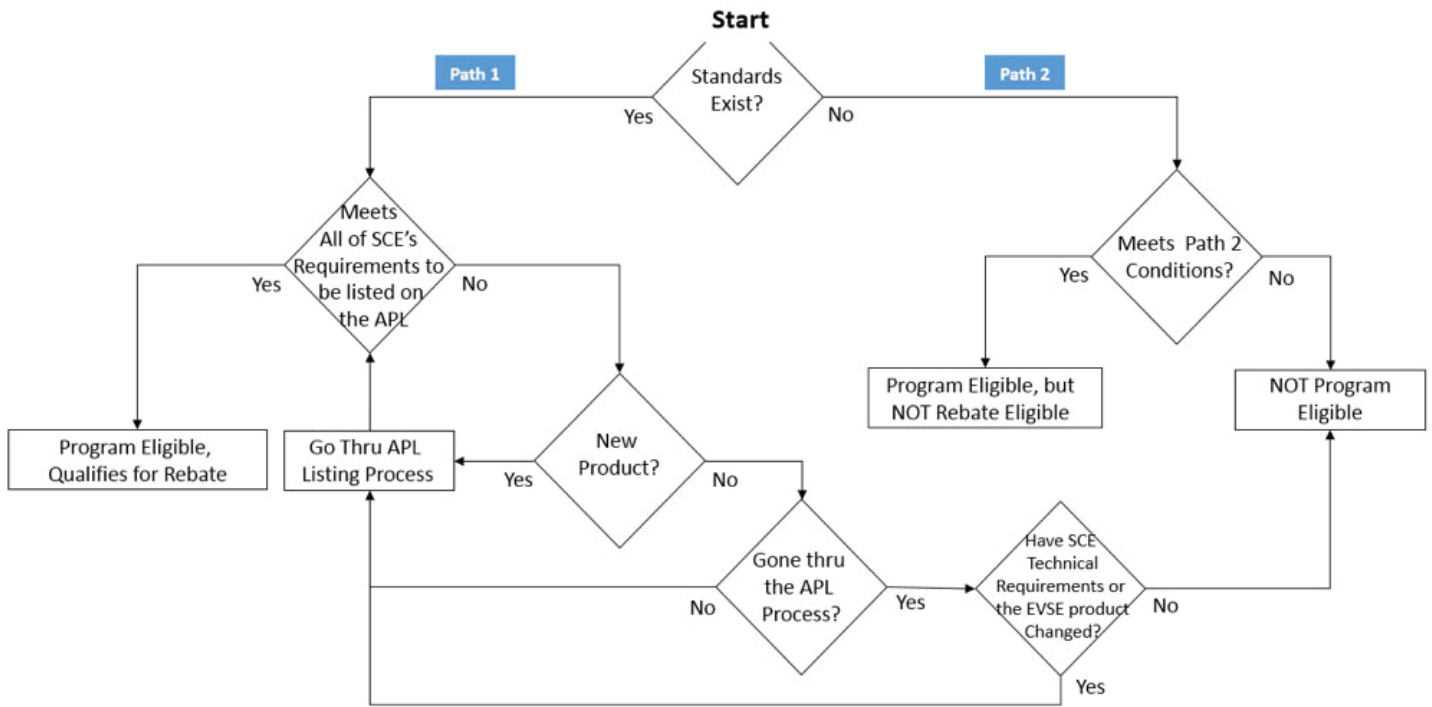 Start
Path 1
Path 2
Standards
Exist?
Yes
No
Meets
All of SCE's
Requirements to
be listed on
the APL
Yes
No
Meets Path 2
Conditions?
Yes
No
Program Eligible, but
NOT Rebate Eligible
NOT Program
Eligible
Program Eligible,
Qualifies for Rebate
Go Thru APL
Listing Process
New
Product?
Yes
No
Gone thru
the APL
Process?
No
Yes
Have SCE
Technical
Requirements or
the EVSE product
Changed?
No
Yes